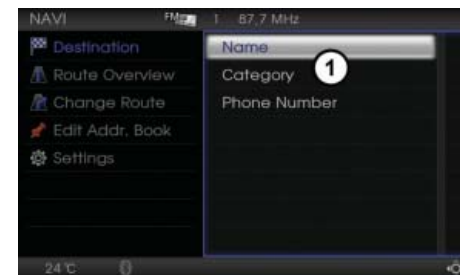 NAVI FM 1 87,7 MHz
Destination
Route Overview
Change Route
Edit Addr. Book
Settings
Name
Category
1
Phone Number
24°C